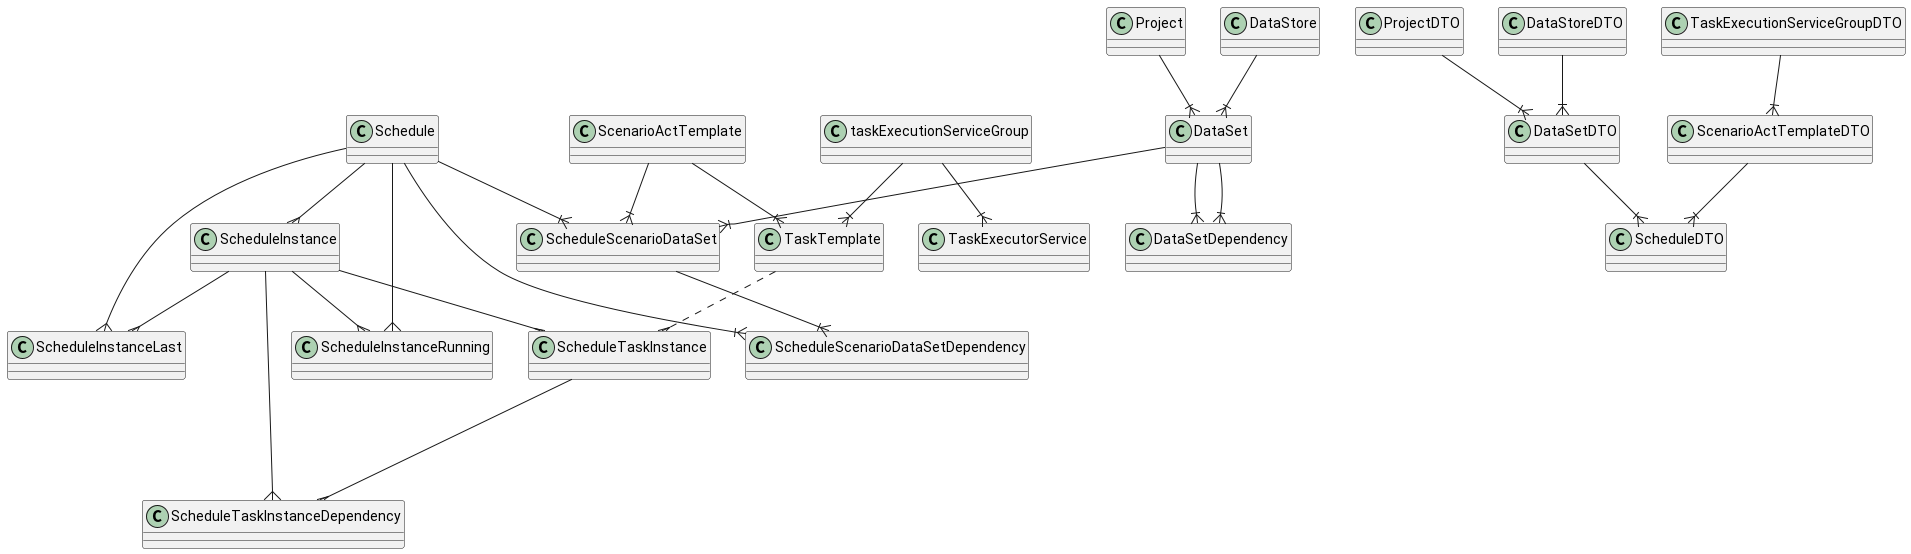 C Project
C DataStore
C ProjectDTO
C DataStoreDTO
C TaskExecutionServiceGroupDTO
C Schedule
C ScenarioActTemplate
C taskExecutionServiceGroup
C DataSet
C DataSetDTO
C ScenarioActTemplateDTO
C ScheduleInstance
C ScheduleScenarioDataSet
C TaskTemplate
C TaskExecutorService
C DataSetDependency
C ScheduleDTO
C ScheduleInstanceLast
C ScheduleInstanceRunning
C ScheduleTaskInstance
C ScheduleScenarioDataSetDependency
C ScheduleTaskInstanceDependency